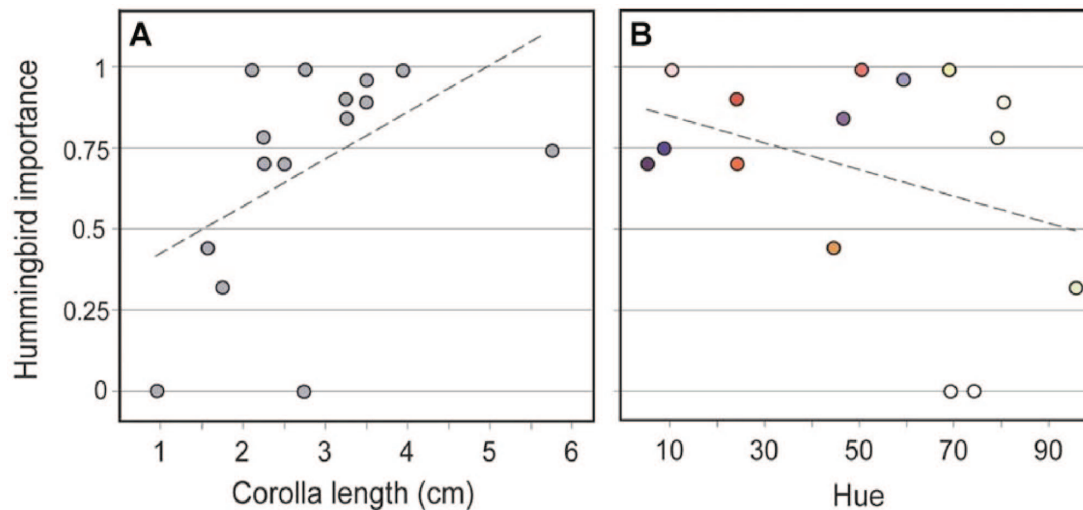 A
B
Hummingbird importance
1
0.75
0.5
0.25
0
1 2 3 4 5 6
10 30 50 70 90
Corolla length (cm)
Hue